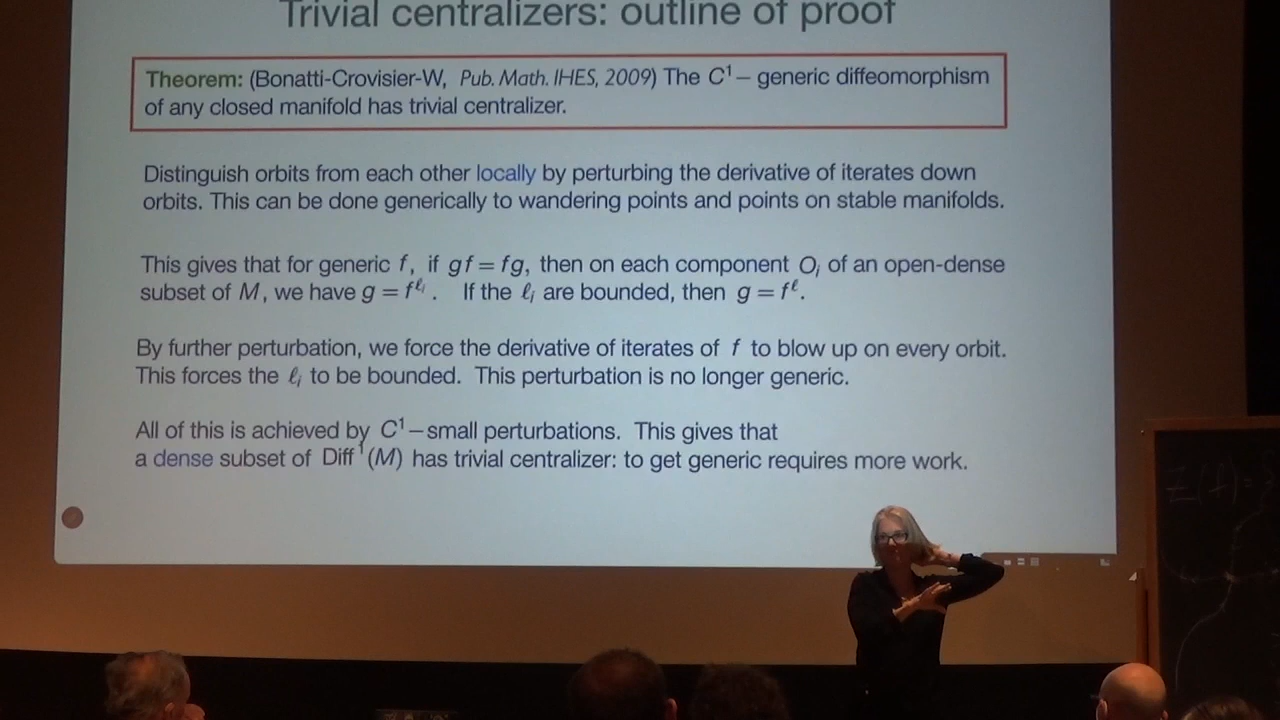 Trivial centralizers: outline of proof
Theorem: (Bonatti-Crovisier-W, Pub. Math. IHES, 2009) The C¹ – generic diffeomorphism
of any closed manifold has trivial centralizer.
Distinguish orbits from each other locally by perturbing the derivative of iterates down
orbits. This can be done generically to wandering points and points on stable manifolds.
This gives that for generic f, if gf = fg, then on each component Oᵢ of an open-dense
subset of M, we have g = f^ℓᵢ. If the ℓᵢ are bounded, then g = f^ℓ.
By further perturbation, we force the derivative of iterates of f to blow up on every orbit.
This forces the ℓᵢ to be bounded. This perturbation is no longer generic.
All of this is achieved by C¹ – small perturbations. This gives that
a dense subset of Diff¹(M) has trivial centralizer: to get generic requires more work.